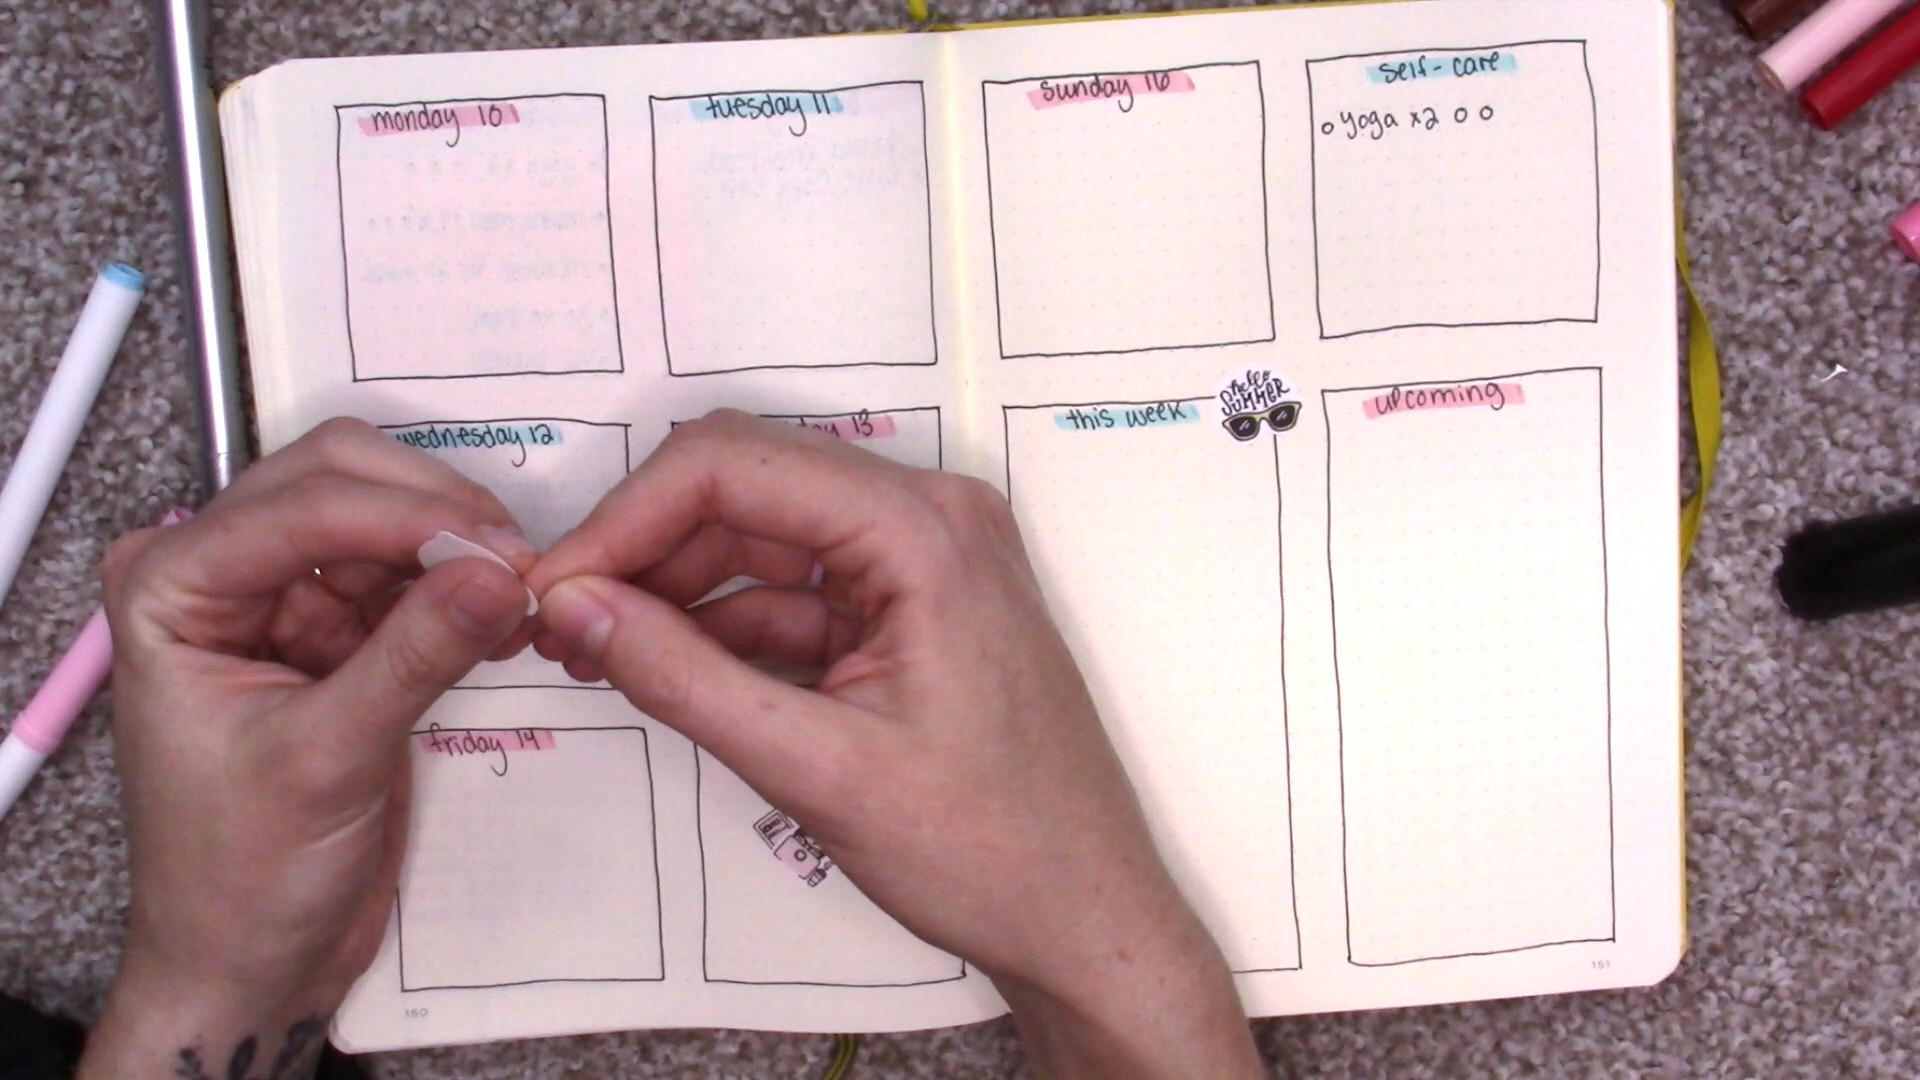 monday 10
tuesday 11
wednesday 12
13
friday 14
sunday 16
self-care
yoga x2 o o
this week
hello
SUMMER
upcoming
150
151